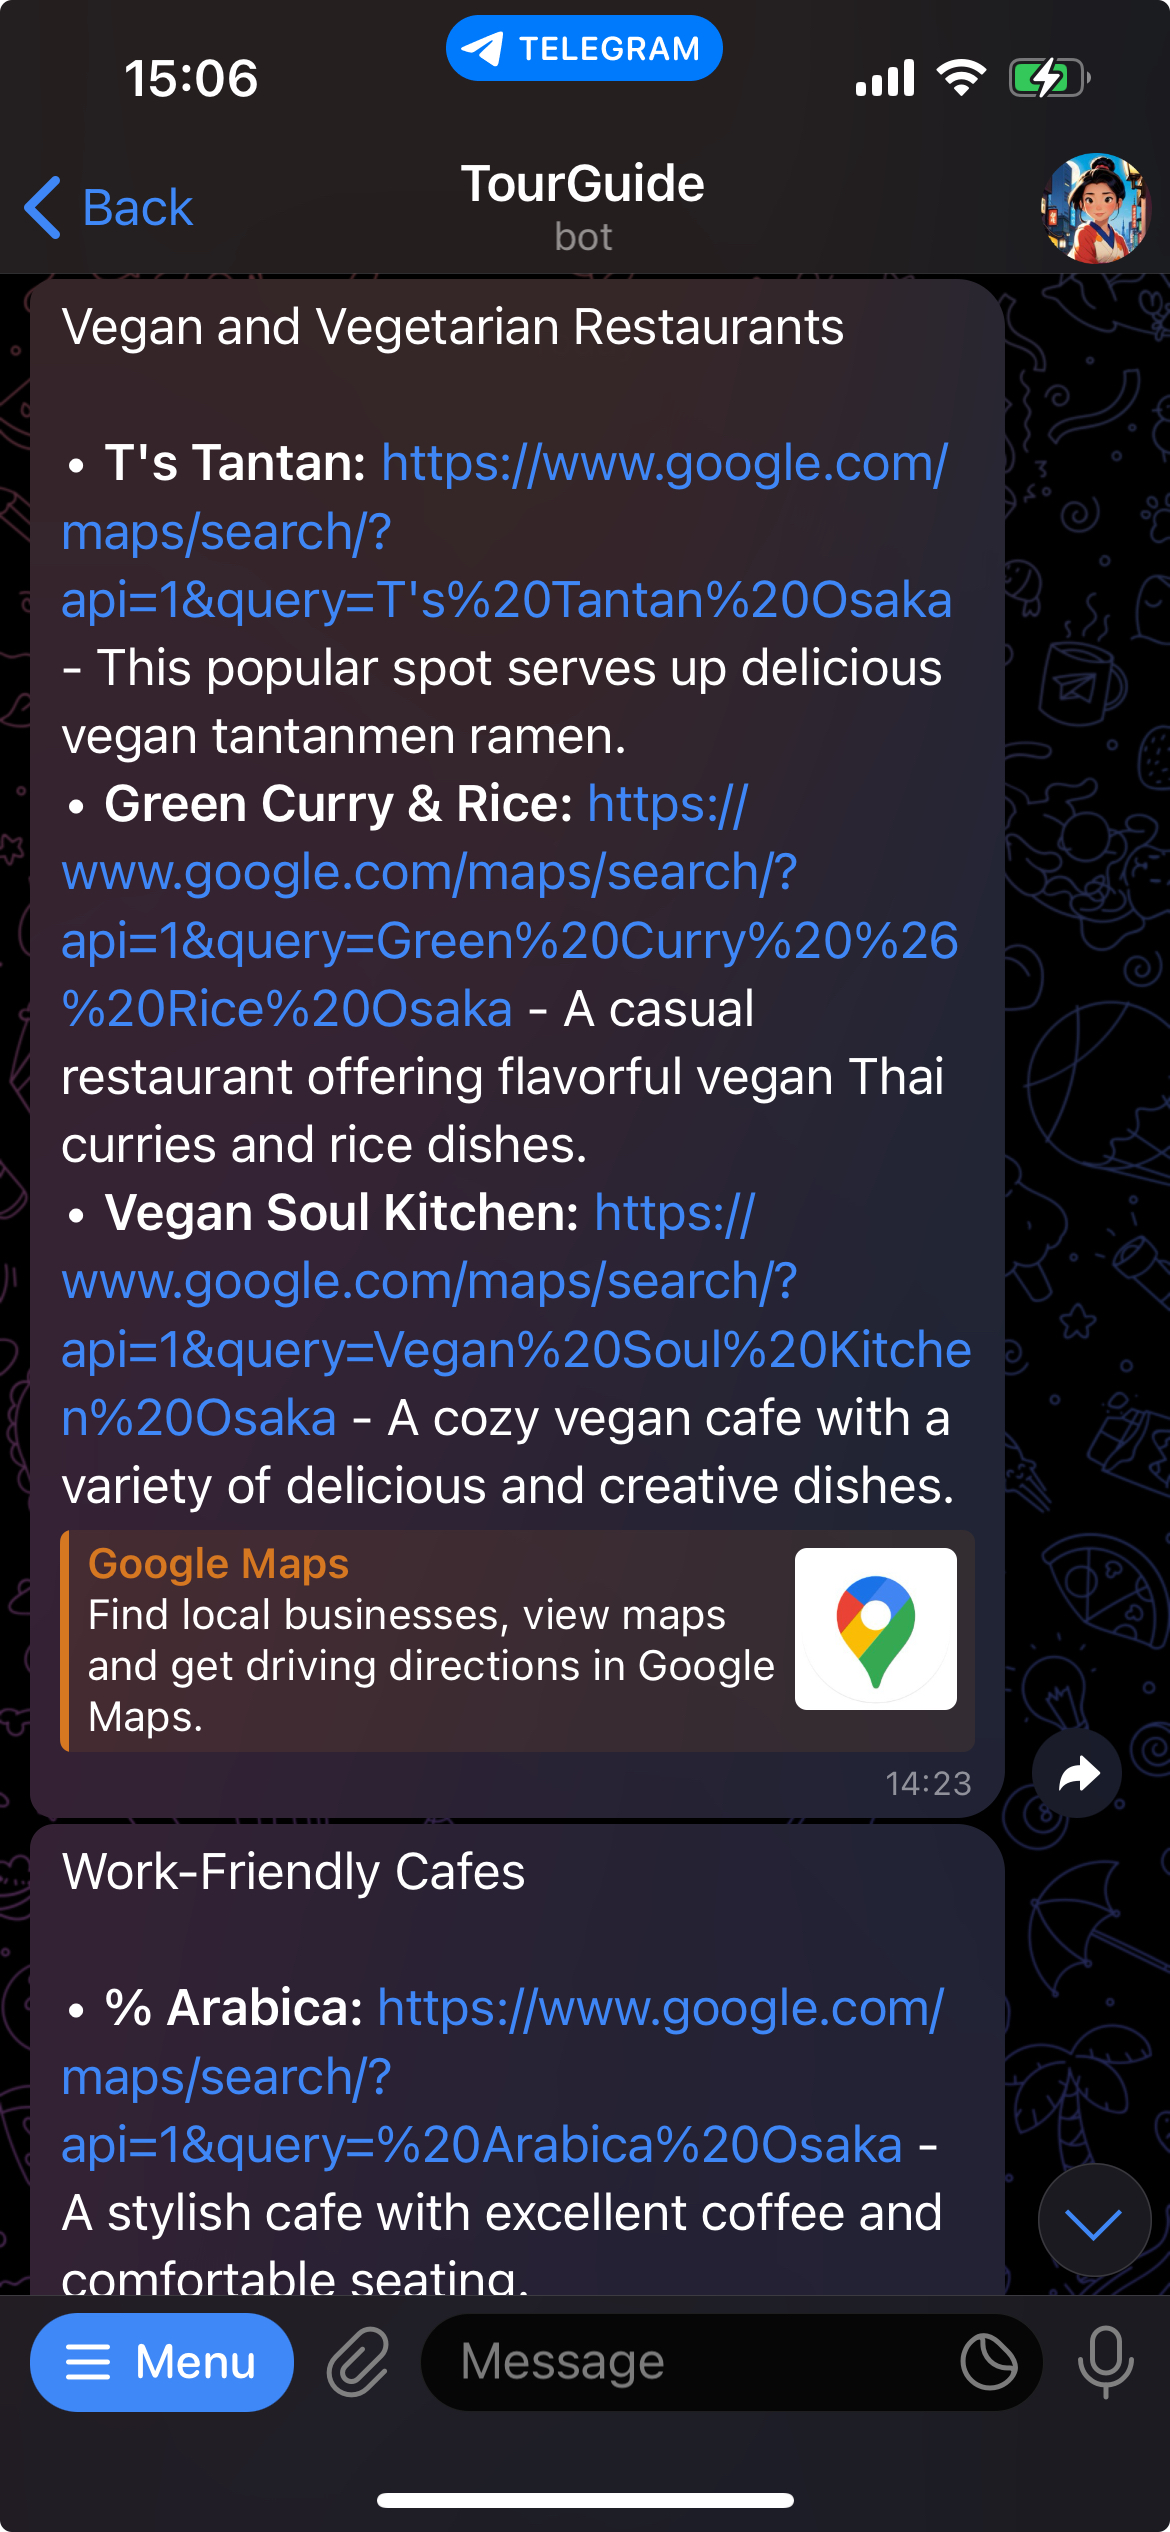 15:06
TELEGRAM
Back
TourGuide
bot
Vegan and Vegetarian Restaurants
• T's Tantan: https://www.google.com/
maps/search/?
api=1&query=T's%20Tantan%20Osaka
- This popular spot serves up delicious
vegan tantanmen ramen.
• Green Curry & Rice: https://
www.google.com/maps/search/?
api=1&query=Green%20Curry%20%26
%20Rice%20Osaka - A casual
restaurant offering flavorful vegan Thai
curries and rice dishes.
• Vegan Soul Kitchen: https://
www.google.com/maps/search/?
api=1&query=Vegan%20Soul%20Kitche
n%20Osaka - A cozy vegan cafe with a
variety of delicious and creative dishes.
Google Maps
Find local businesses, view maps
and get driving directions in Google
Maps.
14:23
Work-Friendly Cafes
• % Arabica: https://www.google.com/
maps/search/?
api=1&query=%20Arabica%20Osaka -
A stylish cafe with excellent coffee and
comfortable seating.
Menu
Message